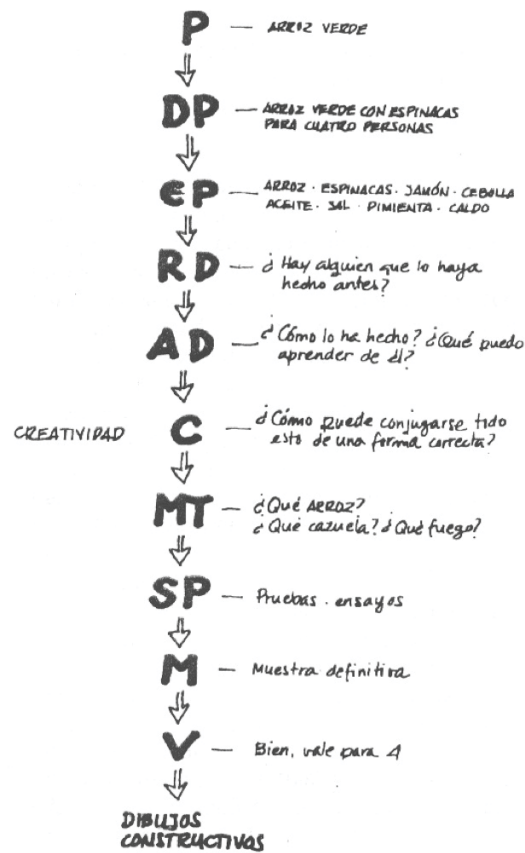 P — ARROZ VERDE
DP — ARROZ VERDE CON ESPINACAS
PARA CUATRO PERSONAS
EP — ARROZ · ESPINACAS · JAMÓN · CEBOLLA
ACEITE · SAL · PIMIENTA · CALDO
RD — ¿Hay alguien que lo haya
hecho antes?
AD — ¿Cómo lo ha hecho? ¿Qué puedo
aprender de él?
CREATIVIDAD C — ¿Cómo puede conjugarse tido
esto de una forma correcta?
MT — ¿Qué ARROZ?
¿Qué cazuela? ¿Qué fuego?
SP — Pruebas · ensayos
M — Muestra definitiva
V — Bien, vale para 4
DIBUJOS
CONSTRUCTIVOS